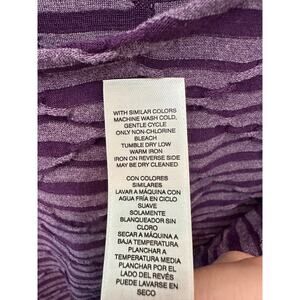 WITH SIMILAR COLORS
MACHINE WASH COLD,
GENTLE CYCLE
ONLY NON-CHLORINE
BLEACH
TUMBLE DRY LOW
WARM IRON
IRON ON REVERSE SIDE
MAY BE DRY CLEANED
CON COLORES
SIMILARES
LAVAR A MÁQUINA CON
AGUA FRÍA EN CICLO
SUAVE
SOLAMENTE
BLANQUEADOR SIN
CLORO
SECAR A MÁQUINA A
BAJA TEMPERATURA
PLANCHAR A
TEMPERATURA MEDIA
PLANCHAR POR EL
LADO DEL REVÉS
PUEDE LAVARSE EN
SECO